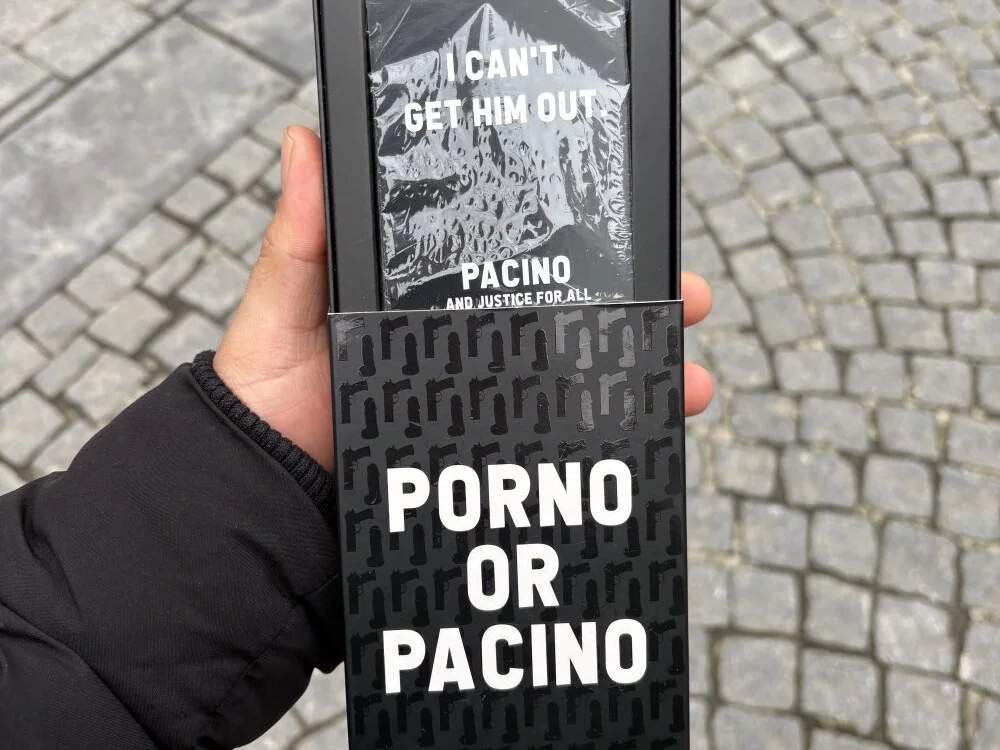 I CAN'T
GET HIM OUT.
PACINO
AND JUSTICE FOR ALL
PORNO
OR
PACINO